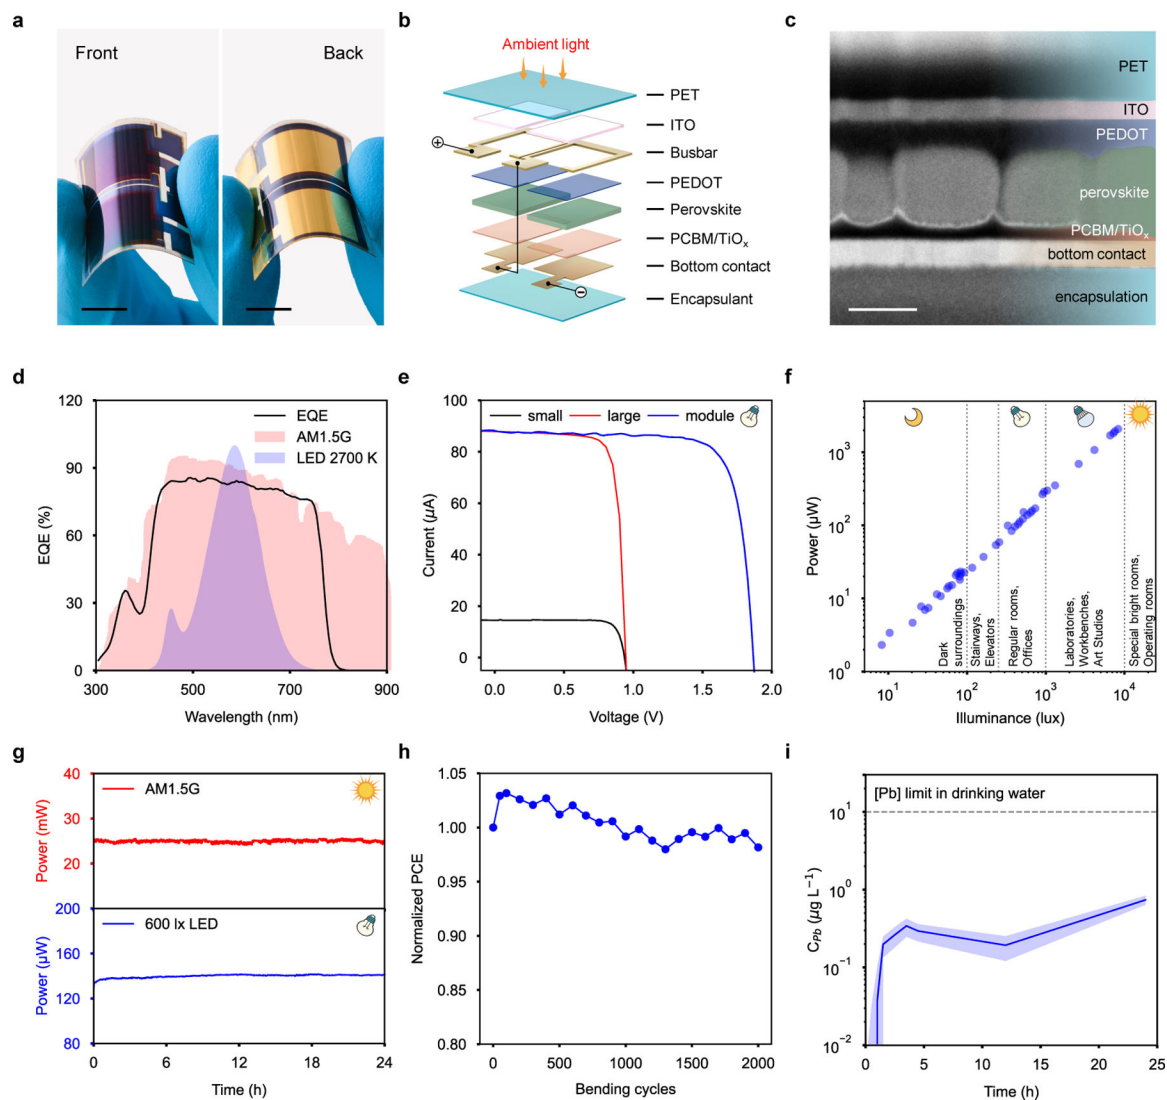 a
Front
Back
b
Ambient light
PET
ITO
Busbar
PEDOT
Perovskite
PCBM/TiOx
Bottom contact
Encapsulant
+
−
c
PET
ITO
PEDOT
perovskite
PCBM/TiOx
bottom contact
encapsulation
d
120
90
60
30
0
EQE (%)
EQE
AM1.5G
LED 2700 K
300
500
700
900
Wavelength (nm)
e
100
80
60
40
20
0
Current (μA)
small
large
module
0.0
0.5
1.0
1.5
2.0
Voltage (V)
f
10³
10²
10¹
10⁰
Power (μW)
Dark
surroundings
Stairways,
Elevators
Regular rooms,
Offices
Laboratories,
Workbenches,
Art Studios
Special bright rooms,
Operating rooms
10¹
10²
10³
10⁴
Illuminance (lux)
g
40
30
20
Power (mW)
AM1.5G
200
160
140
80
Power (μW)
600 lx LED
0
6
12
18
24
Time (h)
h
1.05
1.00
0.95
0.90
0.85
0.80
Normalized PCE
0
500
1000
1500
2000
Bending cycles
i
[Pb] limit in drinking water
10¹
10⁰
10⁻¹
10⁻²
C_Pb (μg L⁻¹)
0
5
10
15
20
25
Time (h)